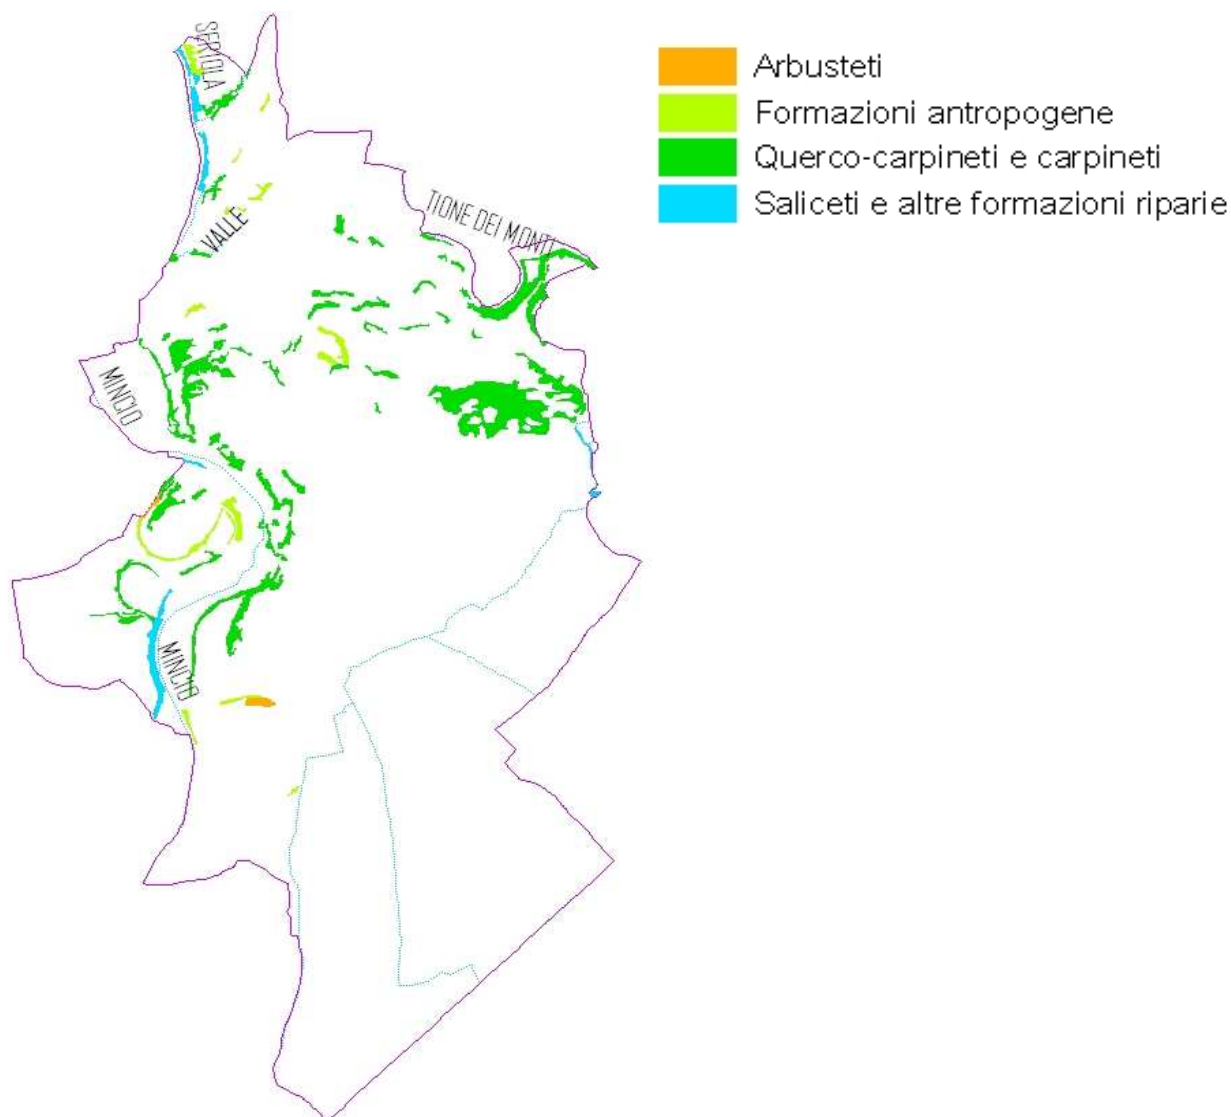 SERIOLA
VALLE
TIONE DEI MONTI
MINCIO
MINCIO
Arbusteti
Formazioni antropogene
Querco-carpineti e carpineti
Saliceti e altre formazioni riparie